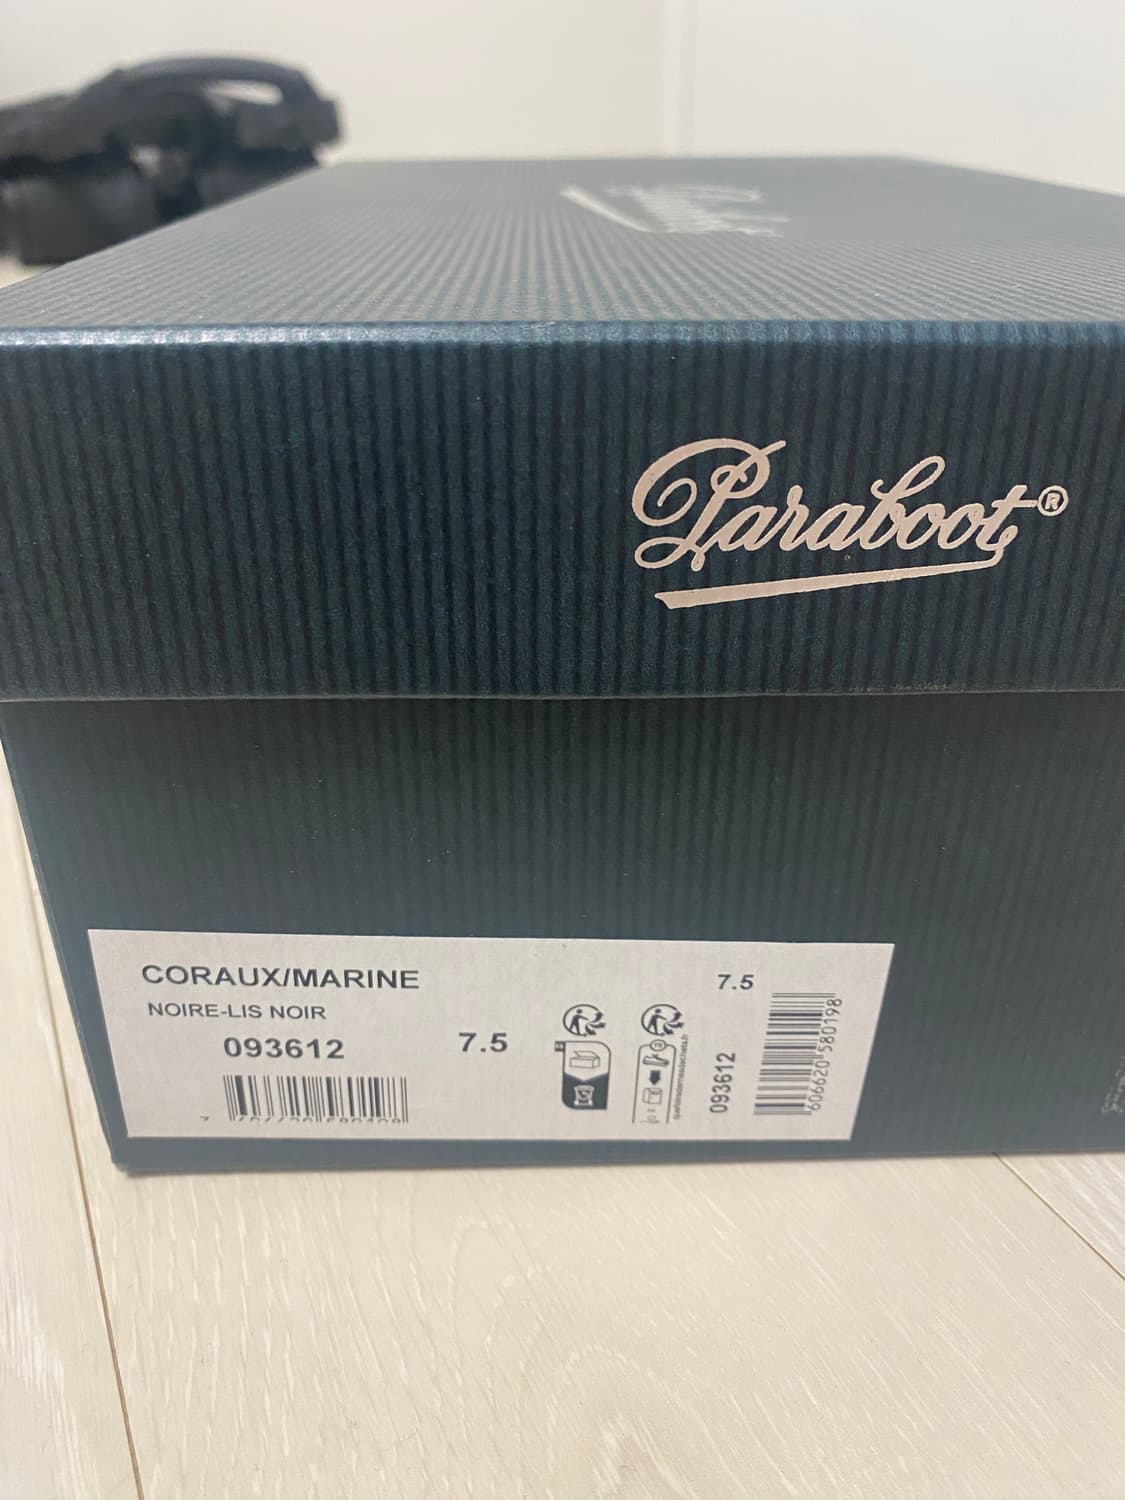 Paraboot®
CORAUX/MARINE
NOIRE-LIS NOIR
093612
7.5
7.5
093612
606620 580198